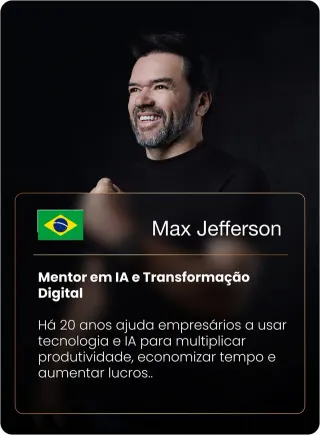 Max Jefferson
Mentor em IA e Transformação
Digital
Há 20 anos ajuda empresários a usar
tecnologia e IA para multiplicar
produtividade, economizar tempo e
aumentar lucros..